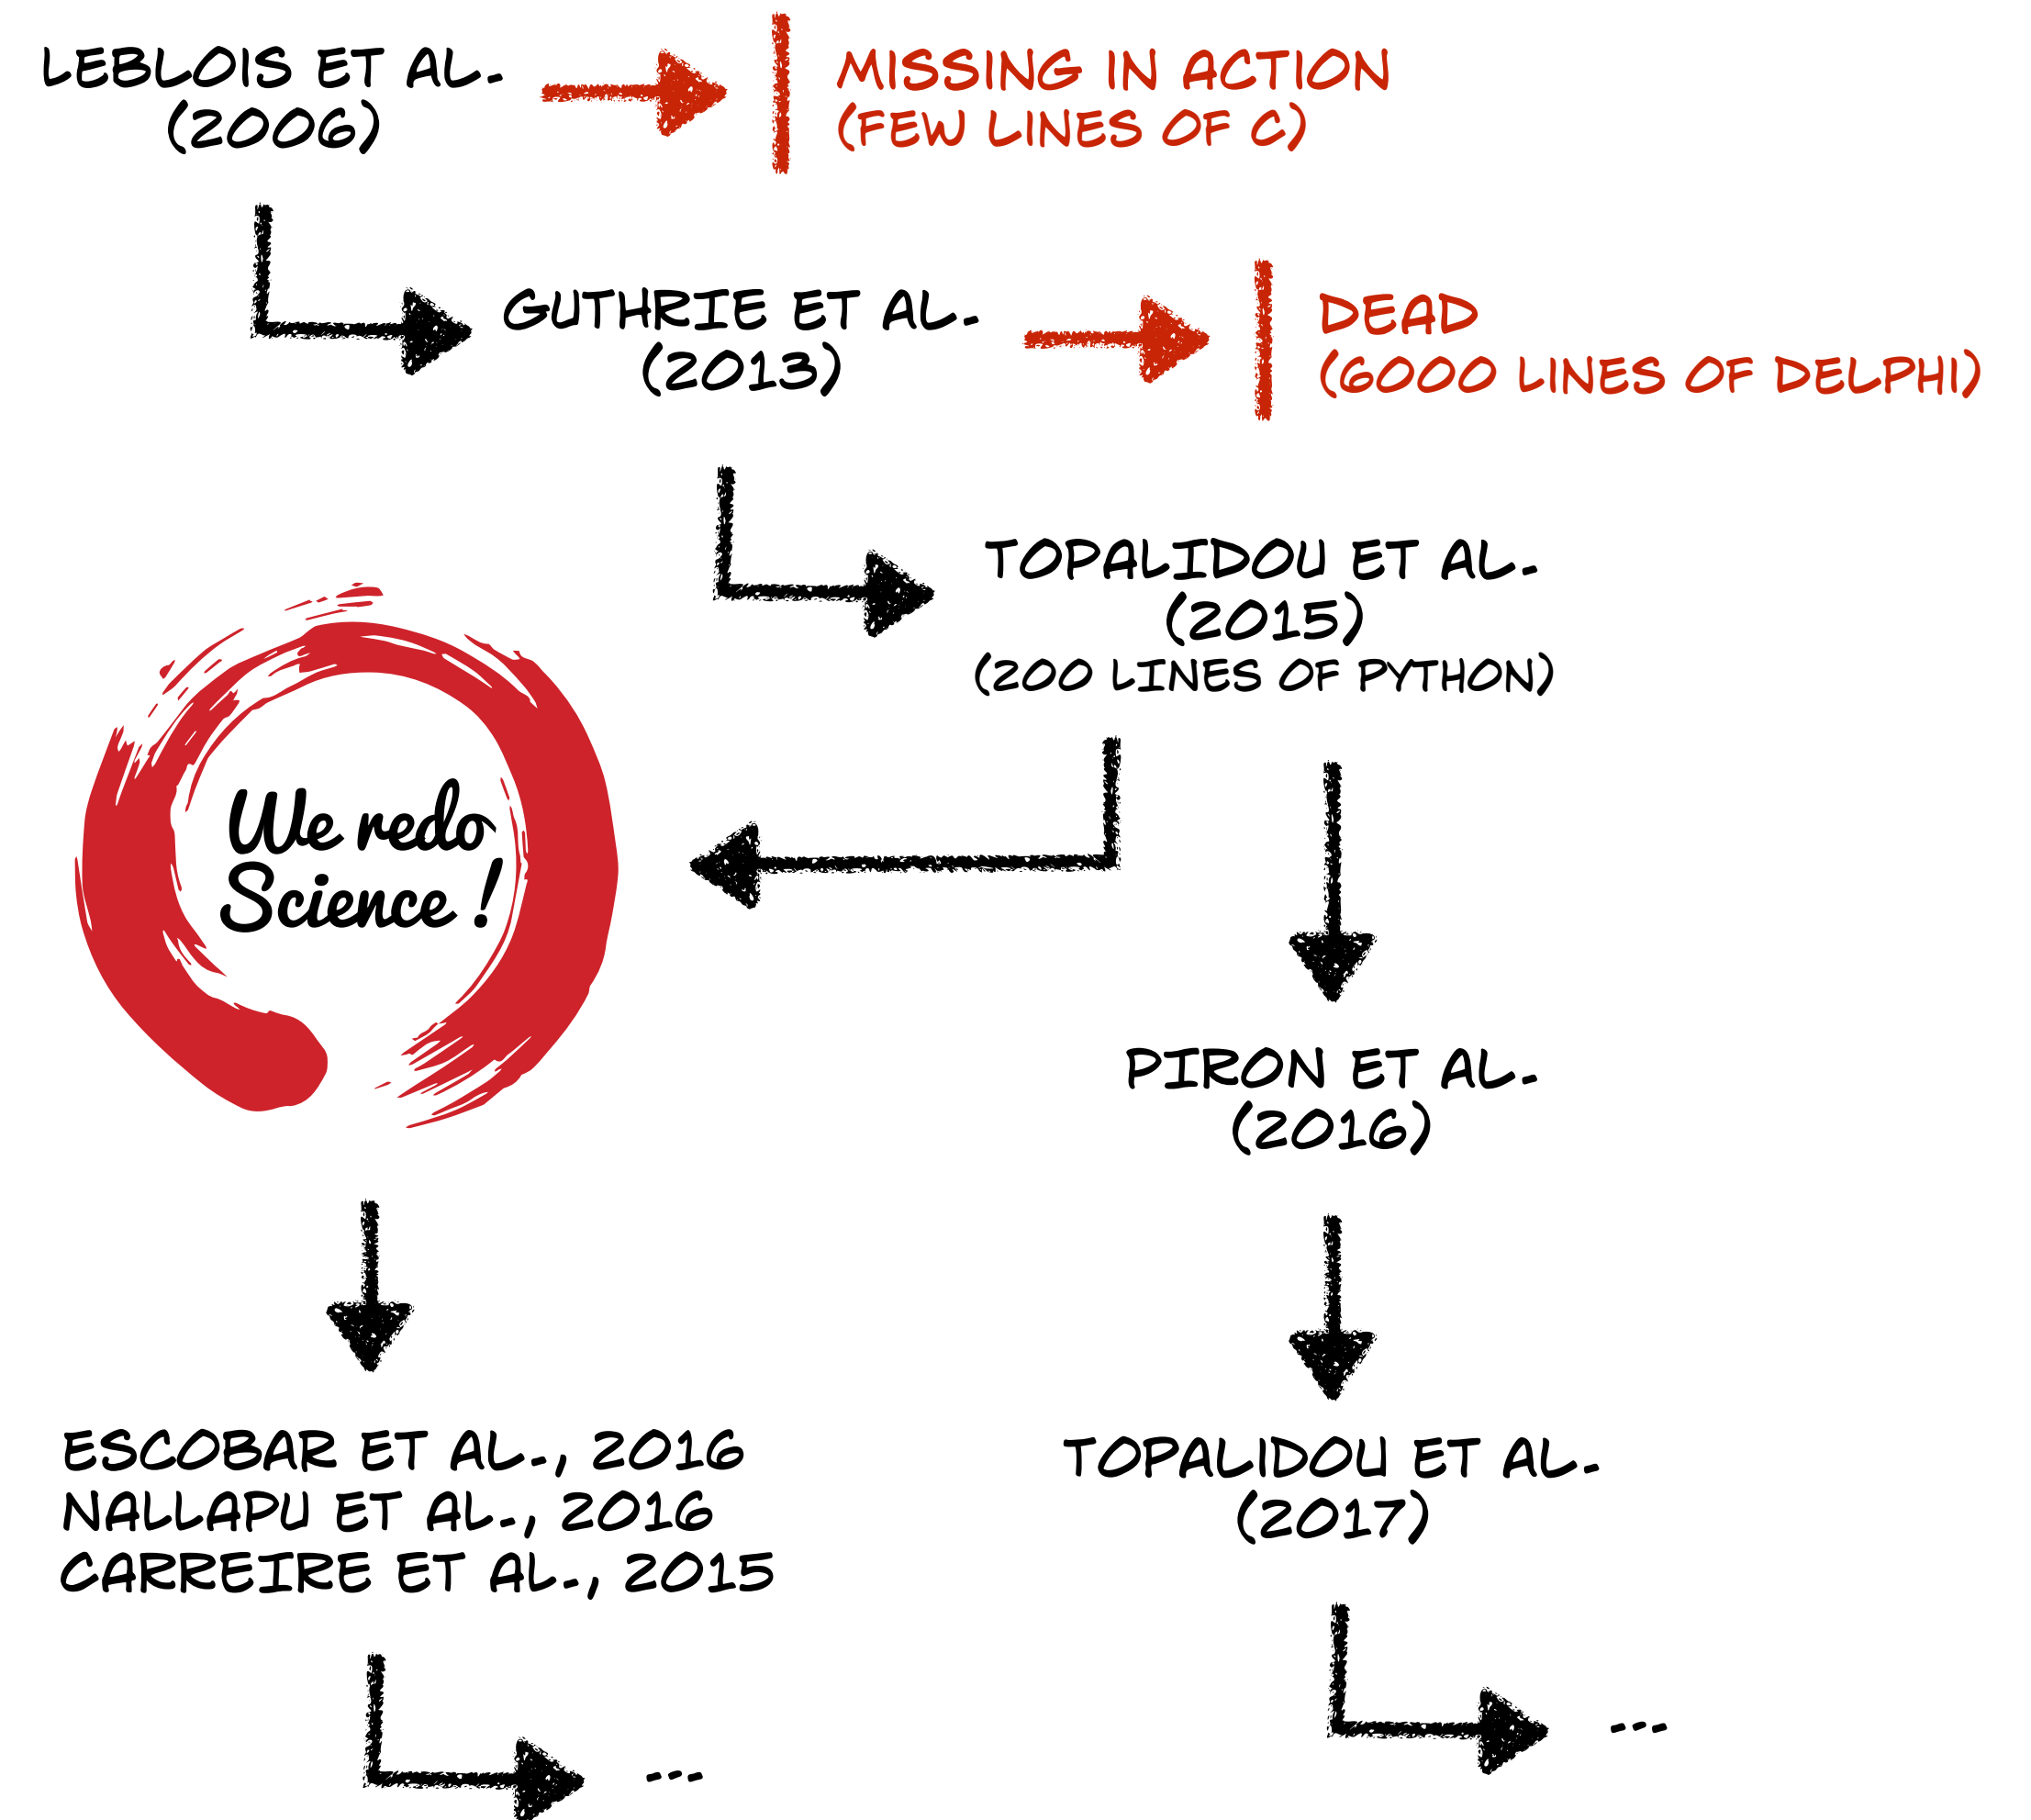 LEBLOIS ET AL.
(2006)
MISSING IN ACTION
(FEW LINES OF C)
GUTHRIE ET AL.
(2013)
DEAD
(6000 LINES OF DELPHI)
TOPALIDOU ET AL.
(2015)
(200 LINES OF PYTHON)
We redo
Science !
PIRON ET AL.
(2016)
ESCOBAR ET AL., 2016
NALLAPU ET AL., 2016
CARREIRE ET AL., 2015
TOPALIDOU ET AL.
(2017)
...
...